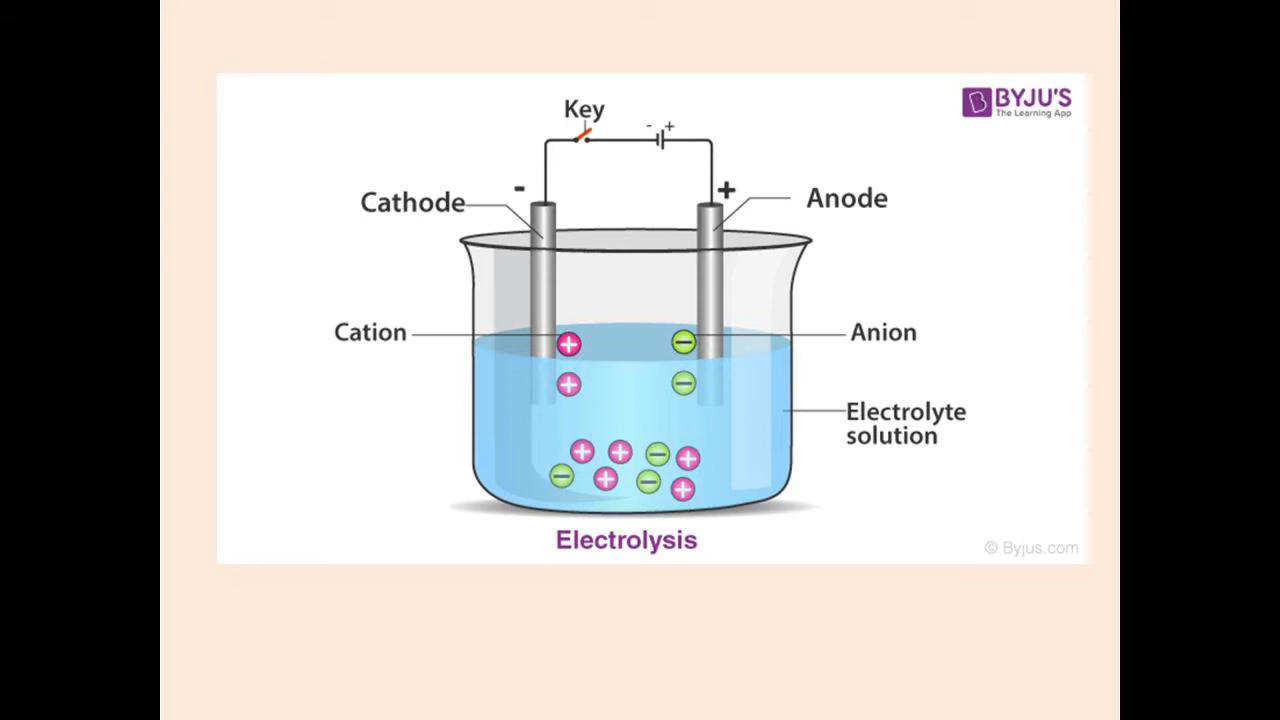 BYJU'S
The Learning App
Key
- +
- +
Cathode
Anode
Cation
Anion
Electrolyte
solution
Electrolysis
© Byjus.com